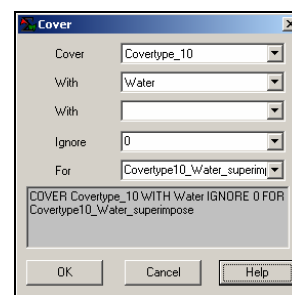 Cover
Cover Covertype_10
With Water
With
Ignore 0
For Covertype10_Water_superim
COVER Covertype_10 WITH Water IGNORE 0 FOR
Covertype10_Water_superimpose
OK Cancel Help